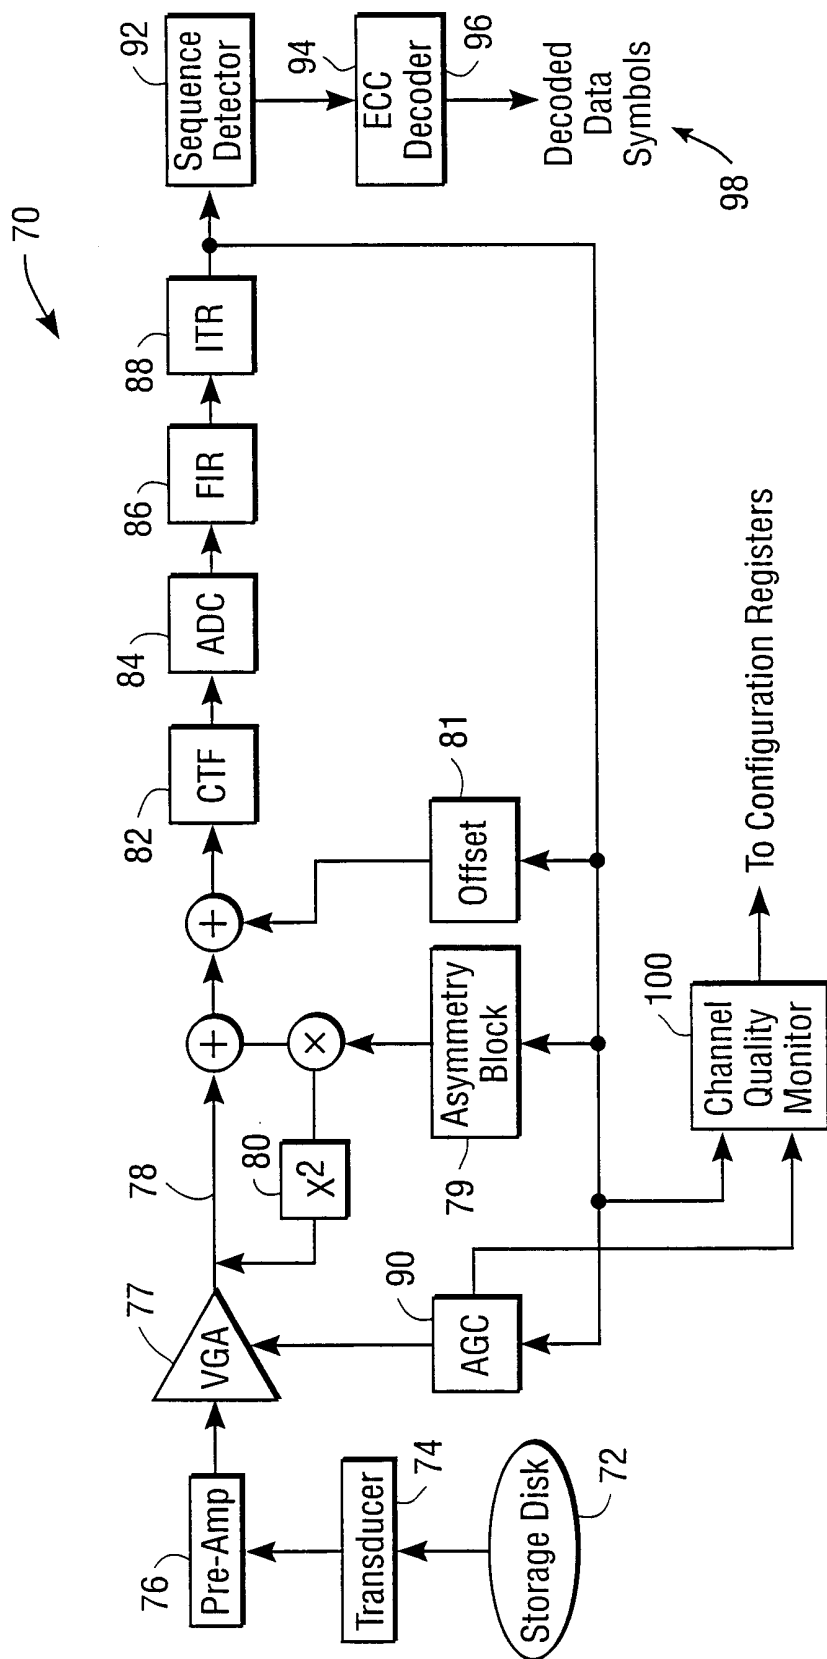 70
76
Pre-Amp
74
Transducer
Storage Disk
72
77
VGA
78
80
X²
+
×
+
79
Asymmetry
Block
81
Offset
90
AGC
82
CTF
84
ADC
86
FIR
88
ITR
92
Sequence
Detector
94
ECC
Decoder
96
Decoded
Data
Symbols
98
100
Channel
Quality
Monitor
To Configuration Registers